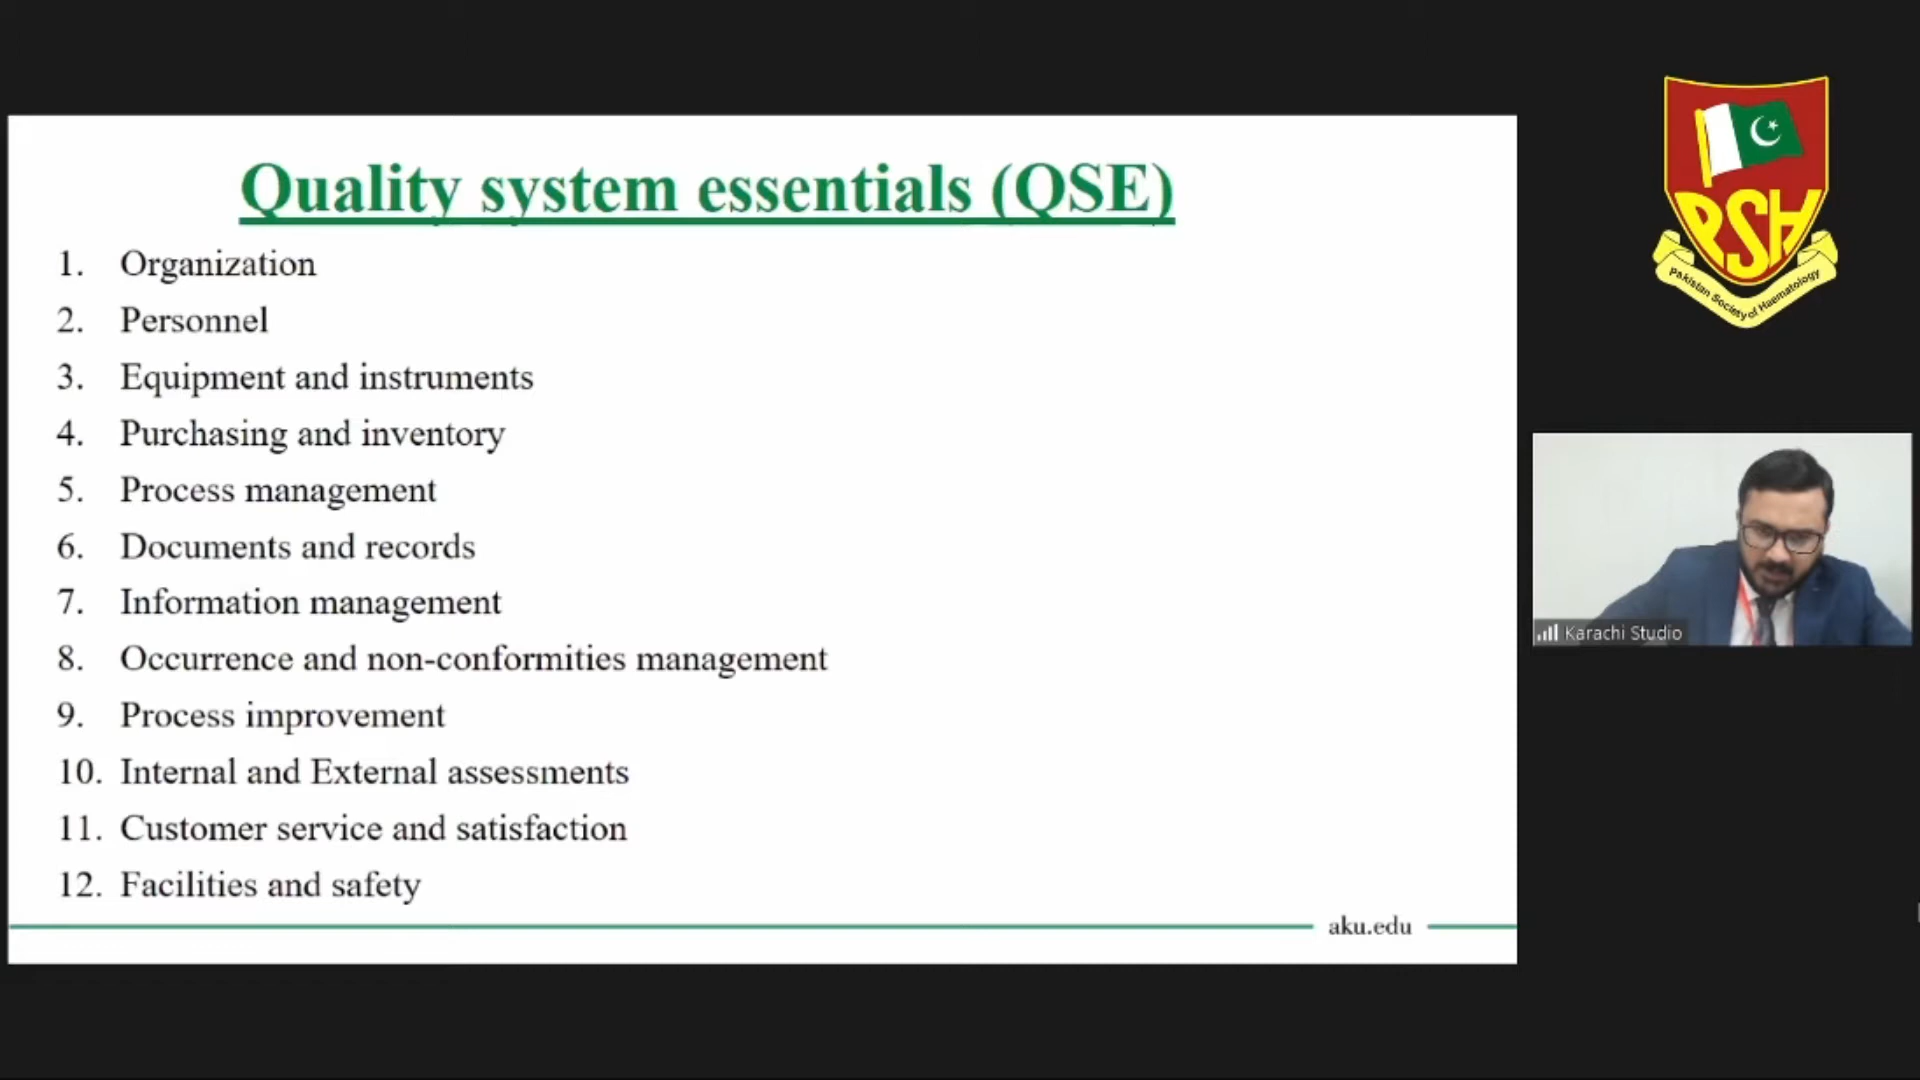 Quality system essentials (QSE)
1. Organization
2. Personnel
3. Equipment and instruments
4. Purchasing and inventory
5. Process management
6. Documents and records
7. Information management
8. Occurrence and non-conformities management
9. Process improvement
10. Internal and External assessments
11. Customer service and satisfaction
12. Facilities and safety
aku.edu
PSH
Pakistan Society of Haematology
Karachi Studio